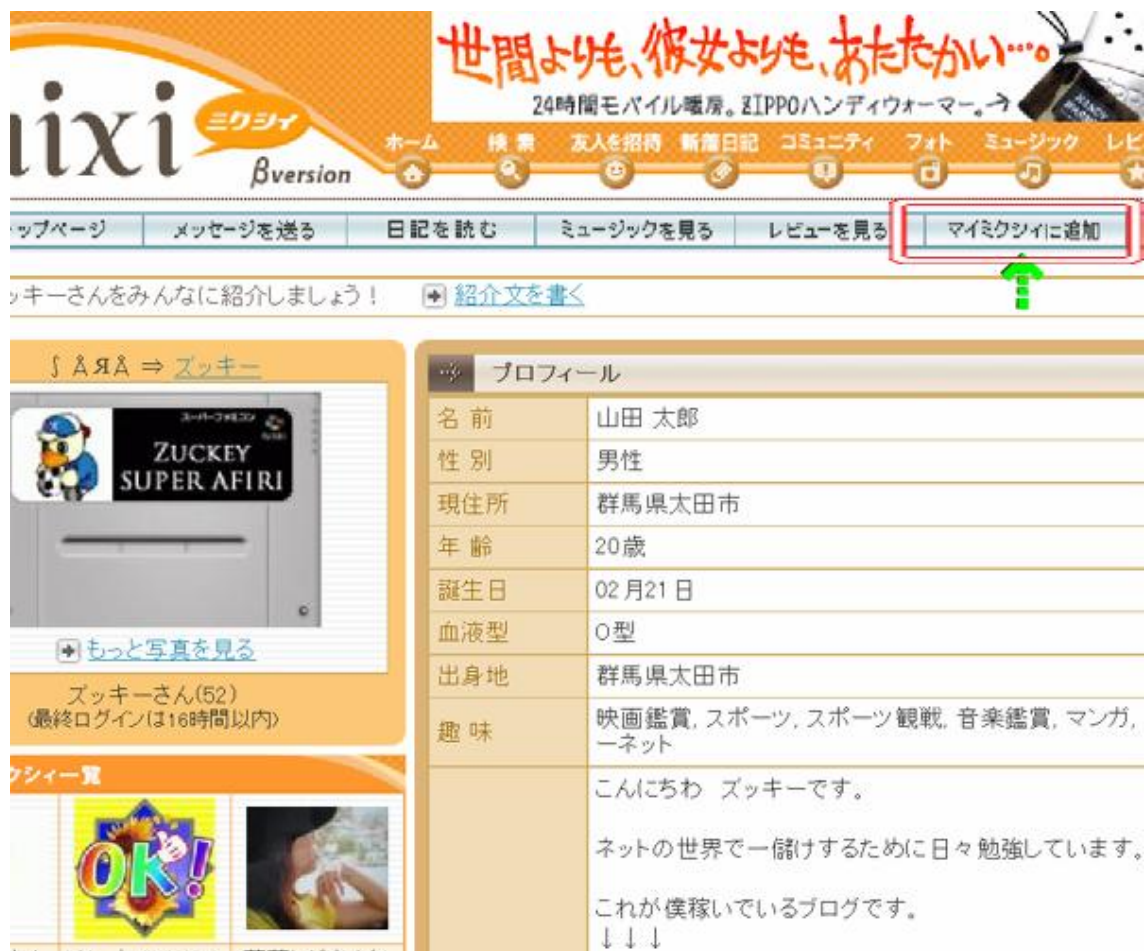 世間よりも、彼女よりも、あたたかい…。
24時間モバイル暖房。ZIPPOハンディウォーマー。→
mixi ミクシィ
βversion
ホーム 検索 友人を招待 新着日記 コミュニティ フォト ミュージック レビ
ップページ メッセージを送る 日記を読む ミュージックを見る レビューを見る マイミクシィに追加
ッキーさんをみんなに紹介しましょう! 紹介文を書く
∫ÅЯÅ ⇒ ズッキー
スーパーファミコン
ZUCKEY
SUPER AFIRI
もっと写真を見る
ズッキーさん(52)
(最終ログインは16時間以内)
クシィ一覧
OK!
プロフィール
名 前 山田 太郎
性 別 男性
現住所 群馬県太田市
年 齢 20歳
誕生日 02月21日
血液型 O型
出身地 群馬県太田市
趣 味 映画鑑賞, スポーツ, スポーツ観戦, 音楽鑑賞, マンガ,
ーネット
こんにちわ ズッキーです。
ネットの世界で一儲けするために日々勉強しています。
これが僕稼いでいるブログです。
↓↓↓